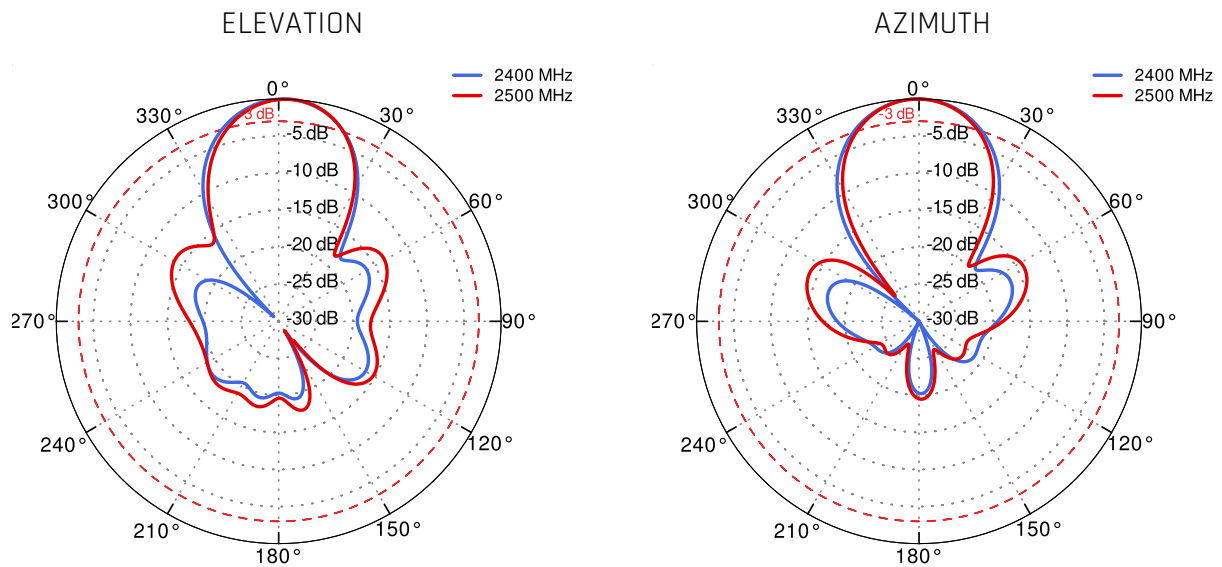 ELEVATION
AZIMUTH
2400 MHz
2500 MHz
0°
330°
30°
3 dB
-5 dB
-10 dB
300°
60°
-15 dB
-20 dB
-25 dB
270°
-30 dB
90°
240°
120°
210°
150°
180°
2400 MHz
2500 MHz
0°
330°
30°
-3 dB
-5 dB
-10 dB
300°
60°
-15 dB
-20 dB
-25 dB
270°
-30 dB
90°
240°
120°
210°
150°
180°